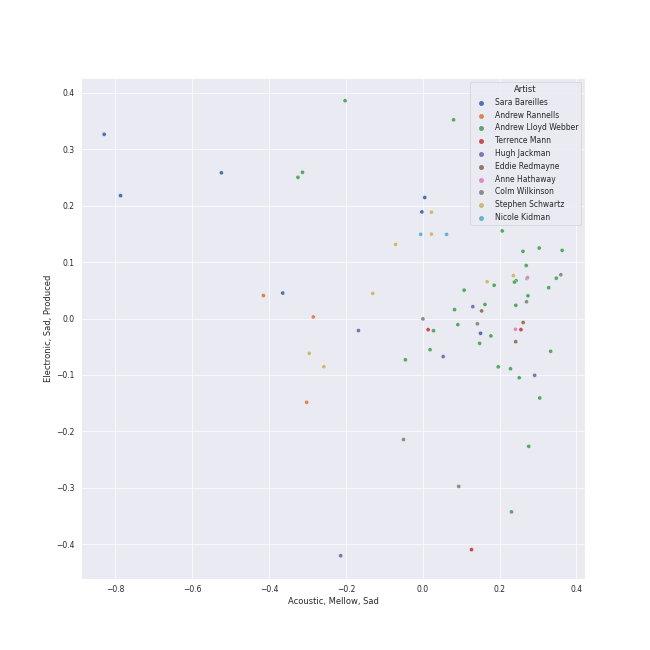 Artist
Sara Bareilles
Andrew Rannells
Andrew Lloyd Webber
Terrence Mann
Hugh Jackman
Eddie Redmayne
Anne Hathaway
Colm Wilkinson
Stephen Schwartz
Nicole Kidman
Electronic, Sad, Produced
0.4
0.3
0.2
0.1
0.0
−0.1
−0.2
−0.3
−0.4
−0.8 −0.6 −0.4 −0.2 0.0 0.2 0.4
Acoustic, Mellow, Sad